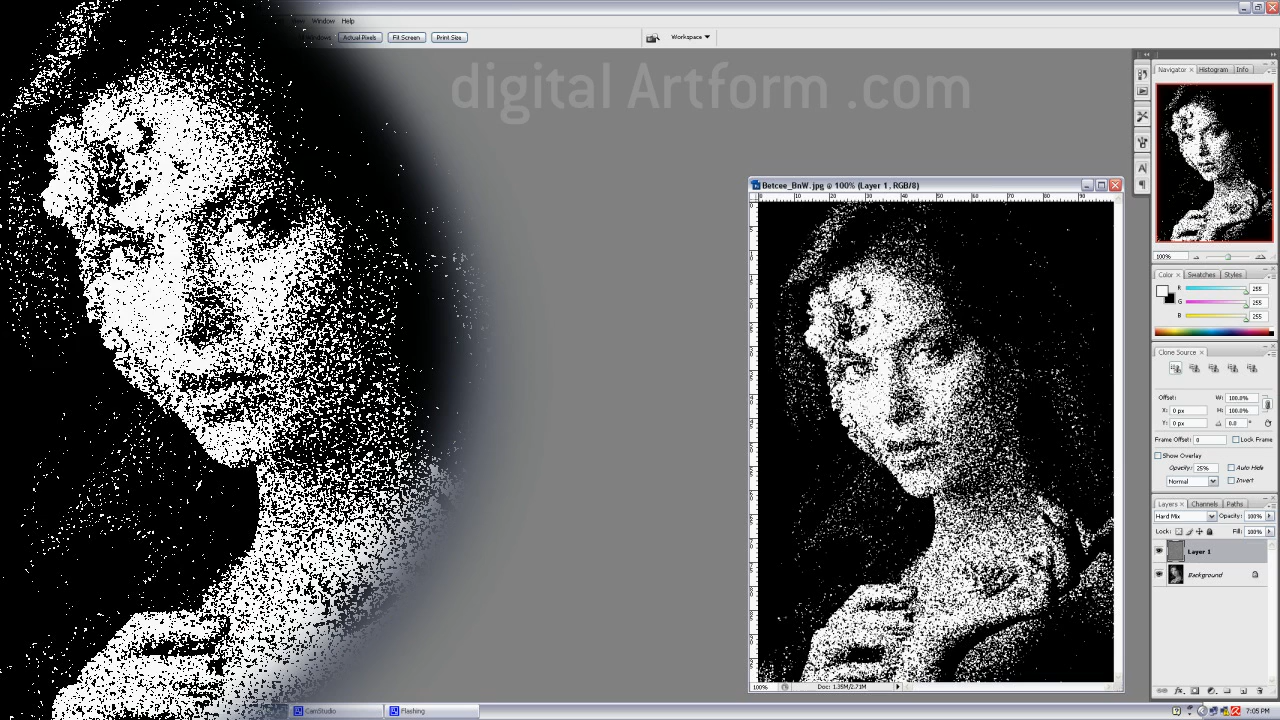 Window Help
Actual Pixels Fit Screen Print Size
Workspace
digital Artform .com
Navigator Histogram Info
Betcee_BnW.jpg @ 100% (Layer 1, RGB/8)
100%
Color Swatches Styles
R 255
G 255
B 255
Clone Source
Offset: W: 100.0%
X: 0 px H: 100.0%
Y: 0 px 0.0 °
Frame Offset: 0 Lock Frame
Show Overlay
Opacity: 25% Auto Hide
Normal Invert
Layers Channels Paths
Hard Mix Opacity: 100%
Lock: Fill: 100%
Layer 1
Background
100% Doc: 1.35M/2.71M
CamStudio Flashing 7:05 PM